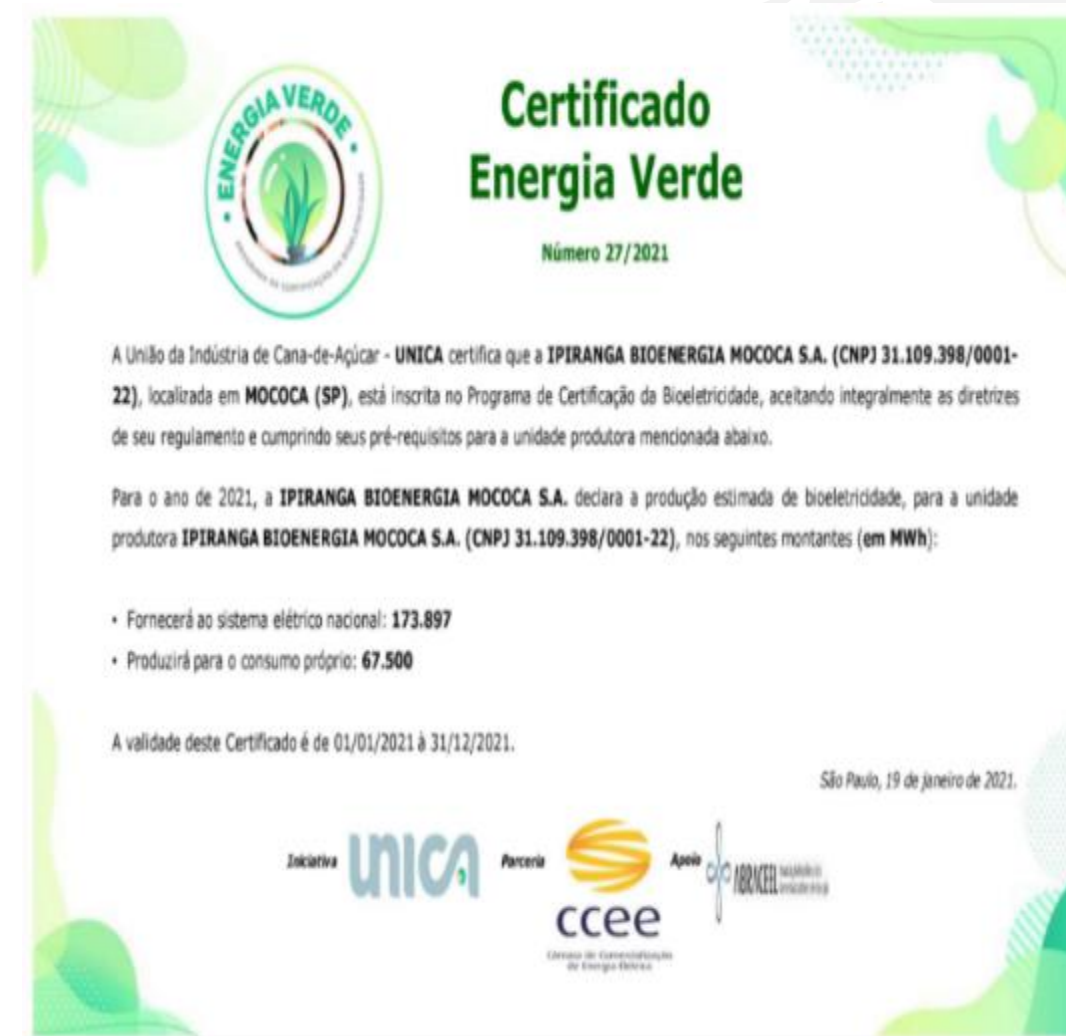 • ENERGIA VERDE •
Certificado
Energia Verde
Número 27/2021
A União da Indústria de Cana-de-Açúcar - UNICA certifica que a IPIRANGA BIOENERGIA MOCOCA S.A. (CNPJ 31.109.398/0001-
22), localizada em MOCOCA (SP), está inscrita no Programa de Certificação da Bioeletricidade, aceitando integralmente as diretrizes
de seu regulamento e cumprindo seus pré-requisitos para a unidade produtora mencionada abaixo.
Para o ano de 2021, a IPIRANGA BIOENERGIA MOCOCA S.A. declara a produção estimada de bioeletricidade, para a unidade
produtora IPIRANGA BIOENERGIA MOCOCA S.A. (CNPJ 31.109.398/0001-22), nos seguintes montantes (em MWh):
• Fornecerá ao sistema elétrico nacional: 173.897
• Produzirá para o consumo próprio: 67.500
A validade deste Certificado é de 01/01/2021 à 31/12/2021.
São Paulo, 19 de janeiro de 2021.
Iniciativa UNICA Parceria ccee Apoio ABRACEEL
Câmara de Comercialização
de Energia Elétrica